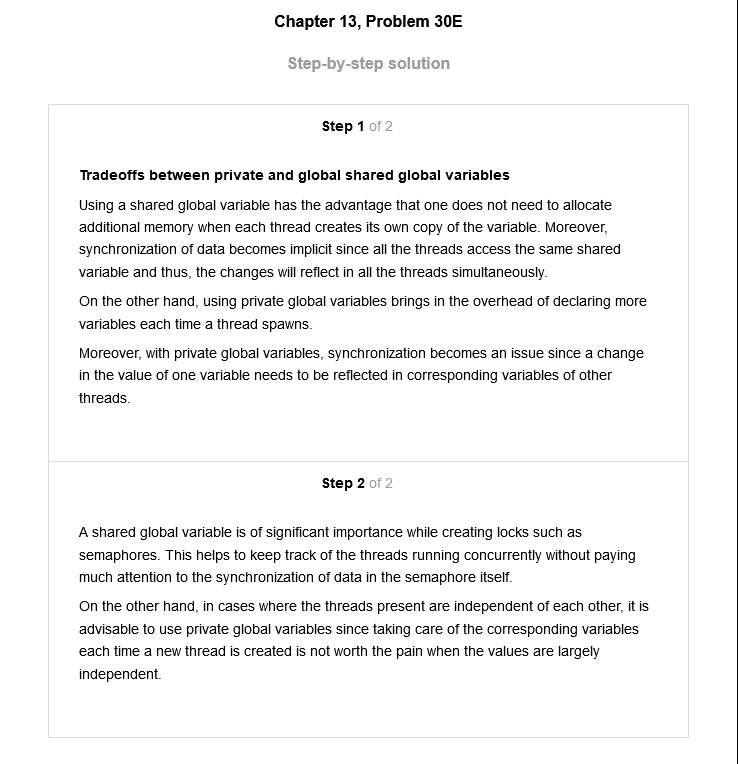 Chapter 13, Problem 30E
Step-by-step solution
Step 1 of 2
Tradeoffs between private and global shared global variables
Using a shared global variable has the advantage that one does not need to allocate
additional memory when each thread creates its own copy of the variable. Moreover,
synchronization of data becomes implicit since all the threads access the same shared
variable and thus, the changes will reflect in all the threads simultaneously.
On the other hand, using private global variables brings in the overhead of declaring more
variables each time a thread spawns.
Moreover, with private global variables, synchronization becomes an issue since a change
in the value of one variable needs to be reflected in corresponding variables of other
threads.
Step 2 of 2
A shared global variable is of significant importance while creating locks such as
semaphores. This helps to keep track of the threads running concurrently without paying
much attention to the synchronization of data in the semaphore itself.
On the other hand, in cases where the threads present are independent of each other, it is
advisable to use private global variables since taking care of the corresponding variables
each time a new thread is created is not worth the pain when the values are largely
independent.